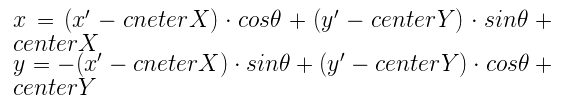 x = (x′ − cneterX) · cosθ + (y′ − centerY) · sinθ +
centerX
y = −(x′ − cneterX) · sinθ + (y′ − centerY) · cosθ +
centerY